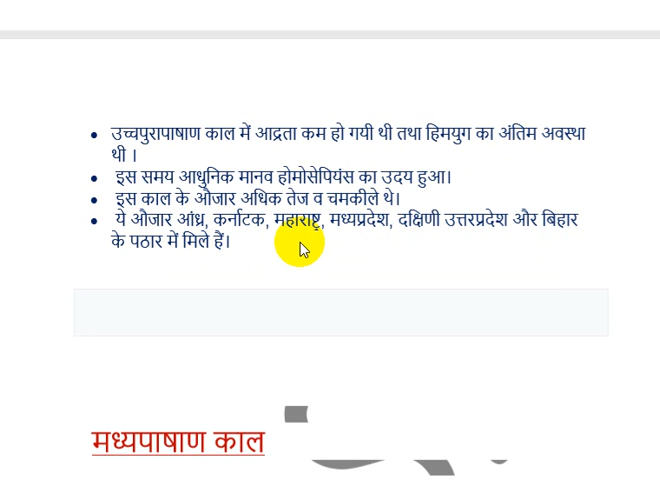 • उच्चपुरापाषाण काल में आद्रता कम हो गयी थी तथा हिमयुग का अंतिम अवस्था
थी ।
• इस समय आधुनिक मानव होमोसेपियंस का उदय हुआ।
• इस काल के औजार अधिक तेज व चमकीले थे।
• ये औजार आंध्र, कर्नाटक, महाराष्ट्र, मध्यप्रदेश, दक्षिणी उत्तरप्रदेश और बिहार
के पठार में मिले हैं।
मध्यपाषाण काल